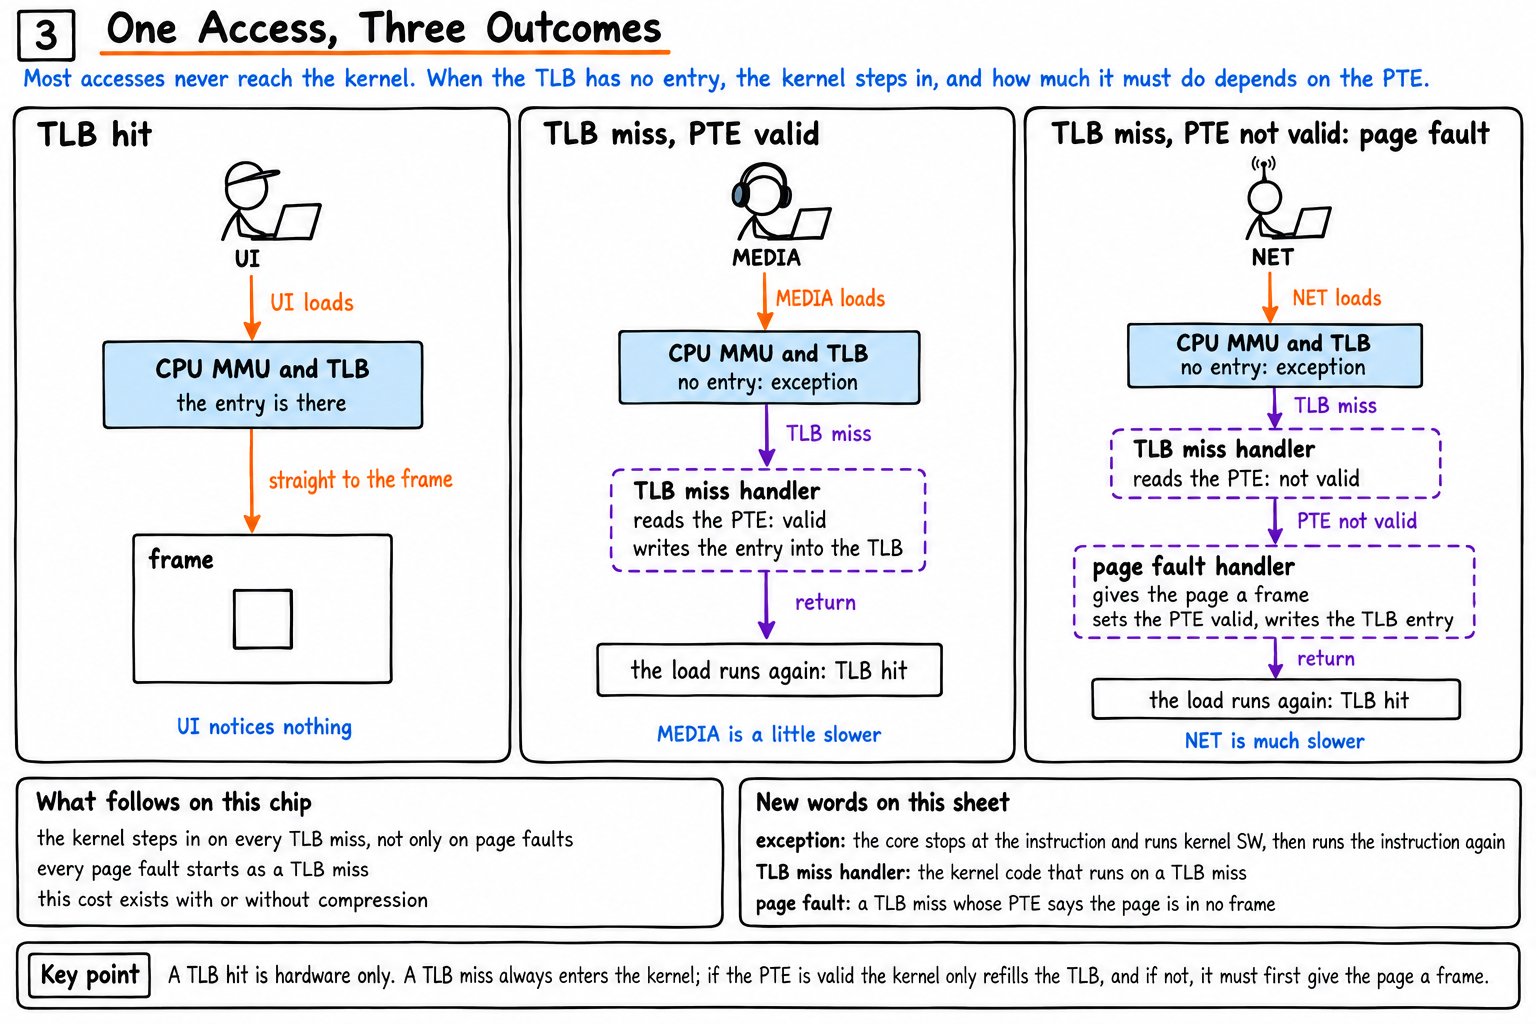 3
One Access, Three Outcomes
Most accesses never reach the kernel. When the TLB has no entry, the kernel steps in, and how much it must do depends on the PTE.
TLB hit
UI
UI loads
CPU MMU and TLB
the entry is there
straight to the frame
frame
UI notices nothing
TLB miss, PTE valid
MEDIA
MEDIA loads
CPU MMU and TLB
no entry: exception
TLB miss
TLB miss handler
reads the PTE: valid
writes the entry into the TLB
return
the load runs again: TLB hit
MEDIA is a little slower
TLB miss, PTE not valid: page fault
NET
NET loads
CPU MMU and TLB
no entry: exception
TLB miss
TLB miss handler
reads the PTE: not valid
PTE not valid
page fault handler
gives the page a frame
sets the PTE valid, writes the TLB entry
return
the load runs again: TLB hit
NET is much slower
What follows on this chip
the kernel steps in on every TLB miss, not only on page faults
every page fault starts as a TLB miss
this cost exists with or without compression
New words on this sheet
exception: the core stops at the instruction and runs kernel SW, then runs the instruction again
TLB miss handler: the kernel code that runs on a TLB miss
page fault: a TLB miss whose PTE says the page is in no frame
Key point
A TLB hit is hardware only. A TLB miss always enters the kernel; if the PTE is valid the kernel only refills the TLB, and if not, it must first give the page a frame.